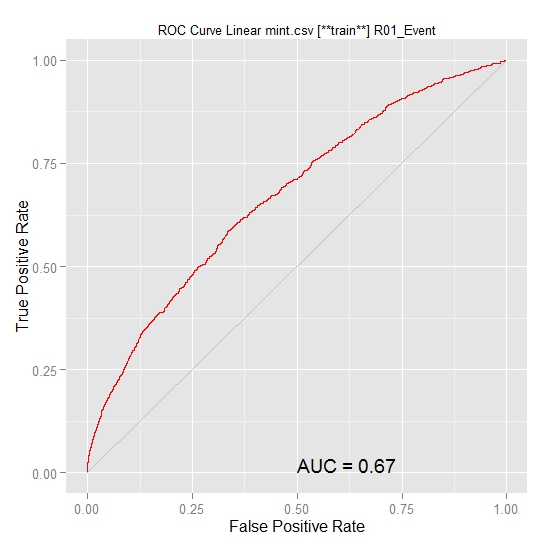 ROC Curve Linear mint.csv [**train**] R01_Event
1.00
0.75
0.50
0.25
0.00
True Positive Rate
AUC = 0.67
0.00 0.25 0.50 0.75 1.00
False Positive Rate